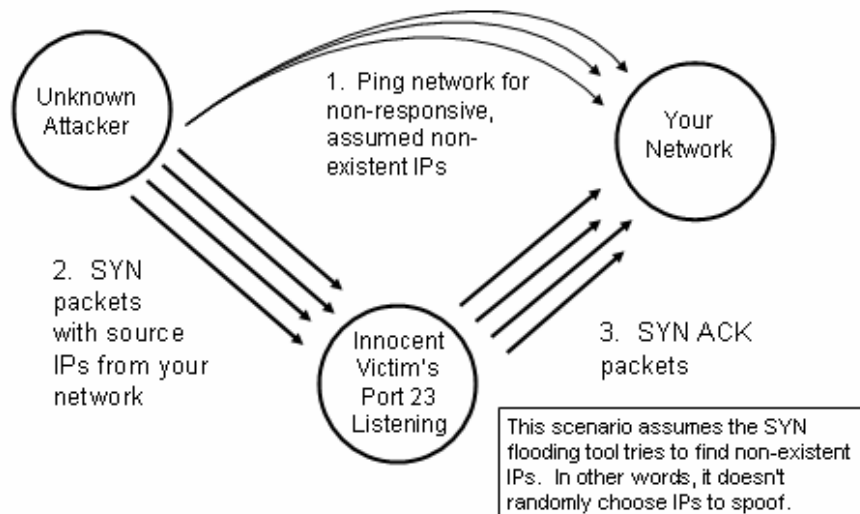 Unknown
Attacker
1. Ping network for
non-responsive,
assumed non-
existent IPs
Your
Network
2. SYN
packets
with source
IPs from your
network
Innocent
Victim's
Port 23
Listening
3. SYN ACK
packets
This scenario assumes the SYN
flooding tool tries to find non-existent
IPs. In other words, it doesn't
randomly choose IPs to spoof.